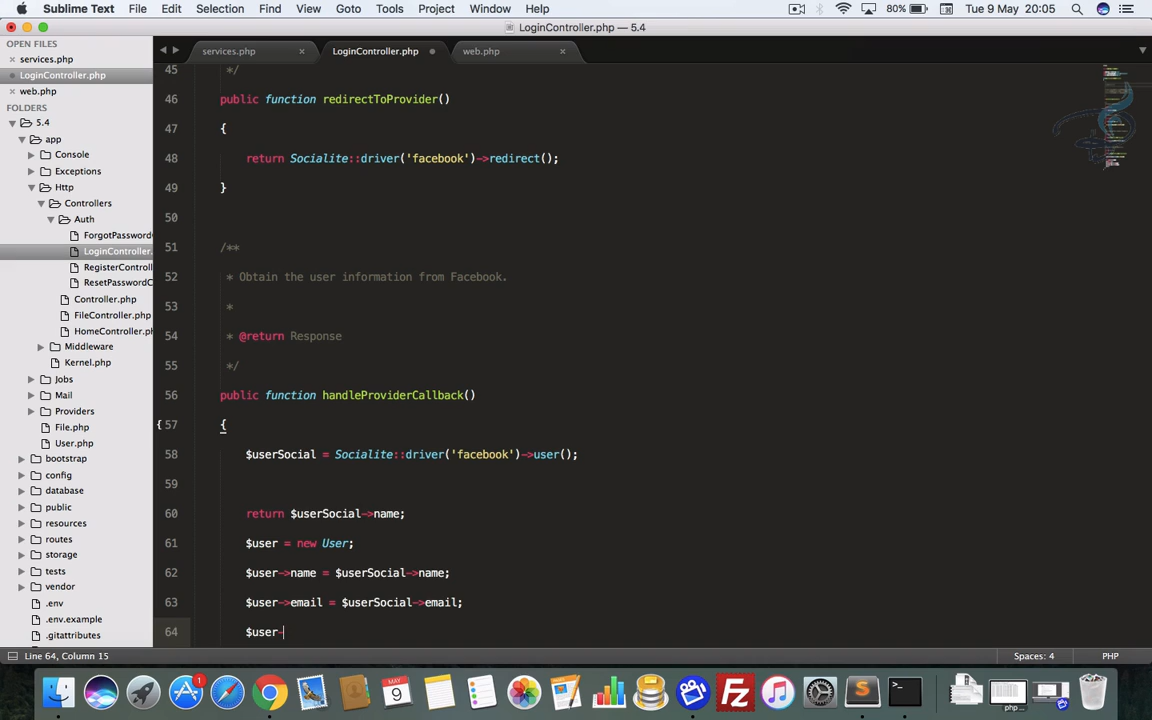 Sublime Text File Edit Selection Find View Goto Tools Project Window Help 80% Tue 9 May 20:05
LoginController.php — 5.4
OPEN FILES
services.php
LoginController.php
web.php
FOLDERS
5.4
app
Console
Exceptions
Http
Controllers
Auth
ForgotPassword
LoginController.
RegisterControll
ResetPasswordC
Controller.php
FileController.php
HomeController.ph
Middleware
Kernel.php
Jobs
Mail
Providers
File.php
User.php
bootstrap
config
database
public
resources
routes
storage
tests
vendor
.env
.env.example
.gitattributes
services.php LoginController.php web.php
45 */
46 public function redirectToProvider()
47 {
48 return Socialite::driver('facebook')->redirect();
49 }
50
51 /**
52 * Obtain the user information from Facebook.
53 *
54 * @return Response
55 */
56 public function handleProviderCallback()
{ 57 {
58 $userSocial = Socialite::driver('facebook')->user();
59
60 return $userSocial->name;
61 $user = new User;
62 $user->name = $userSocial->name;
63 $user->email = $userSocial->email;
64 $user-
Line 64, Column 15 Spaces: 4 PHP